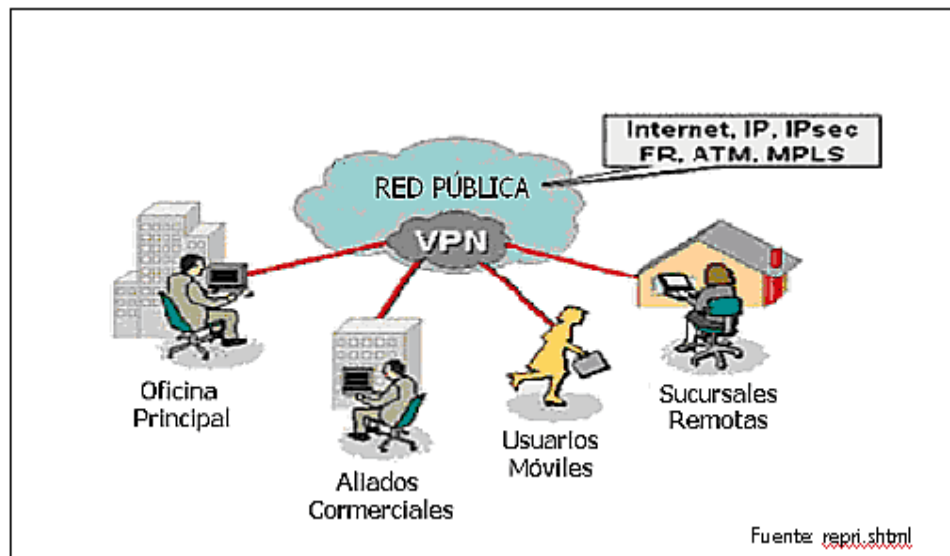 Internet, IP, IPsec
FR, ATM, MPLS
RED PÚBLICA
VPN
Oficina
Principal
Aliados
Cormerciales
Usuarios
Móviles
Sucursales
Remotas
Fuente: repri.shtml